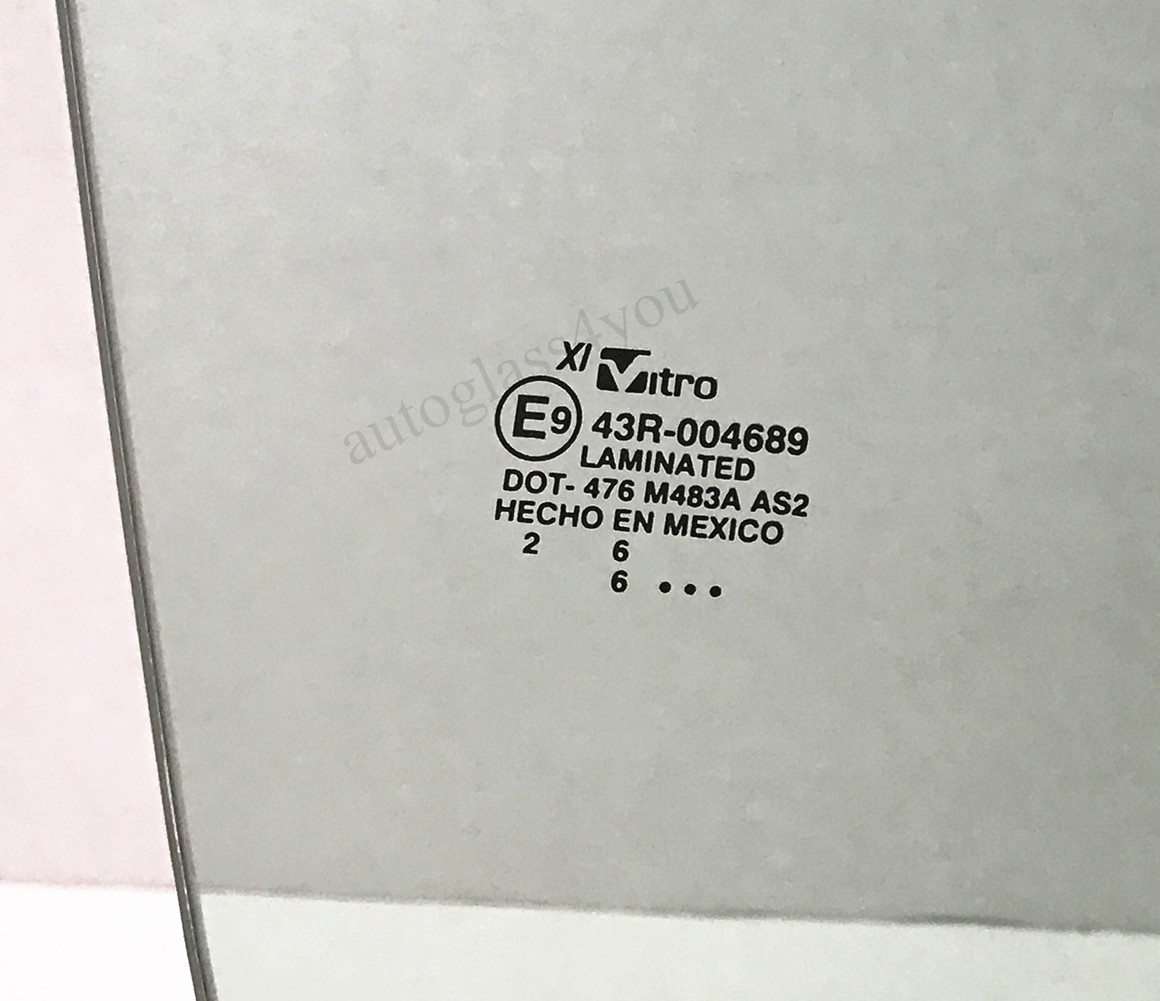 autoglass4you
XI Vitro
E9 43R-004689
LAMINATED
DOT- 476 M483A AS2
HECHO EN MEXICO
2 6
6 •••